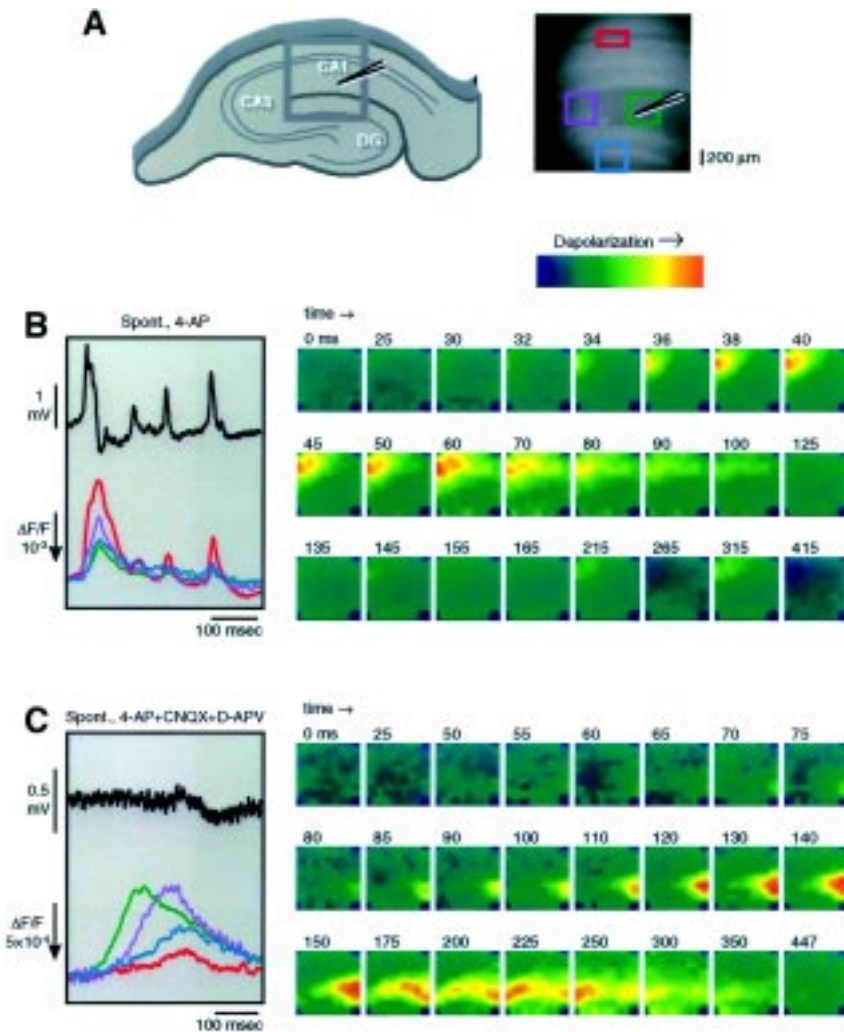 A
CA1
CA3
DG
200 µm
Depolarization →
B
Spont., 4-AP
time →
0 ms 25 30 32 34 36 38 40
1
mV
45 50 60 70 80 90 100 125
ΔF/F
10⁻³
135 145 155 165 215 265 315 415
100 msec
C
Spont., 4-AP+CNQX+D-APV
time →
0 ms 25 50 55 60 65 70 75
0.5
mV
80 85 90 100 110 120 130 140
ΔF/F
5x10⁻⁴
150 175 200 225 250 300 350 447
100 msec